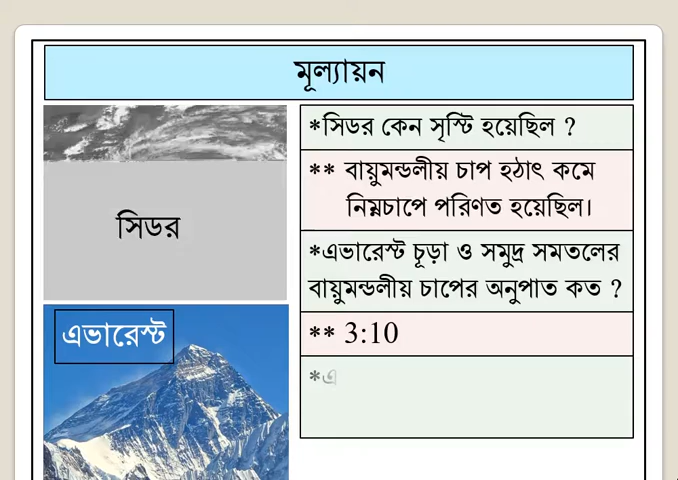 মূল্যায়ন
সিডর
এভারেস্ট
*সিডর কেন সৃস্টি হয়েছিল ?
** বায়ুমন্ডলীয় চাপ হঠাৎ কমে
নিম্নচাপে পরিণত হয়েছিল।
*এভারেস্ট চূড়া ও সমুদ্র সমতলের
বায়ুমন্ডলীয় চাপের অনুপাত কত ?
** 3:10
*এ